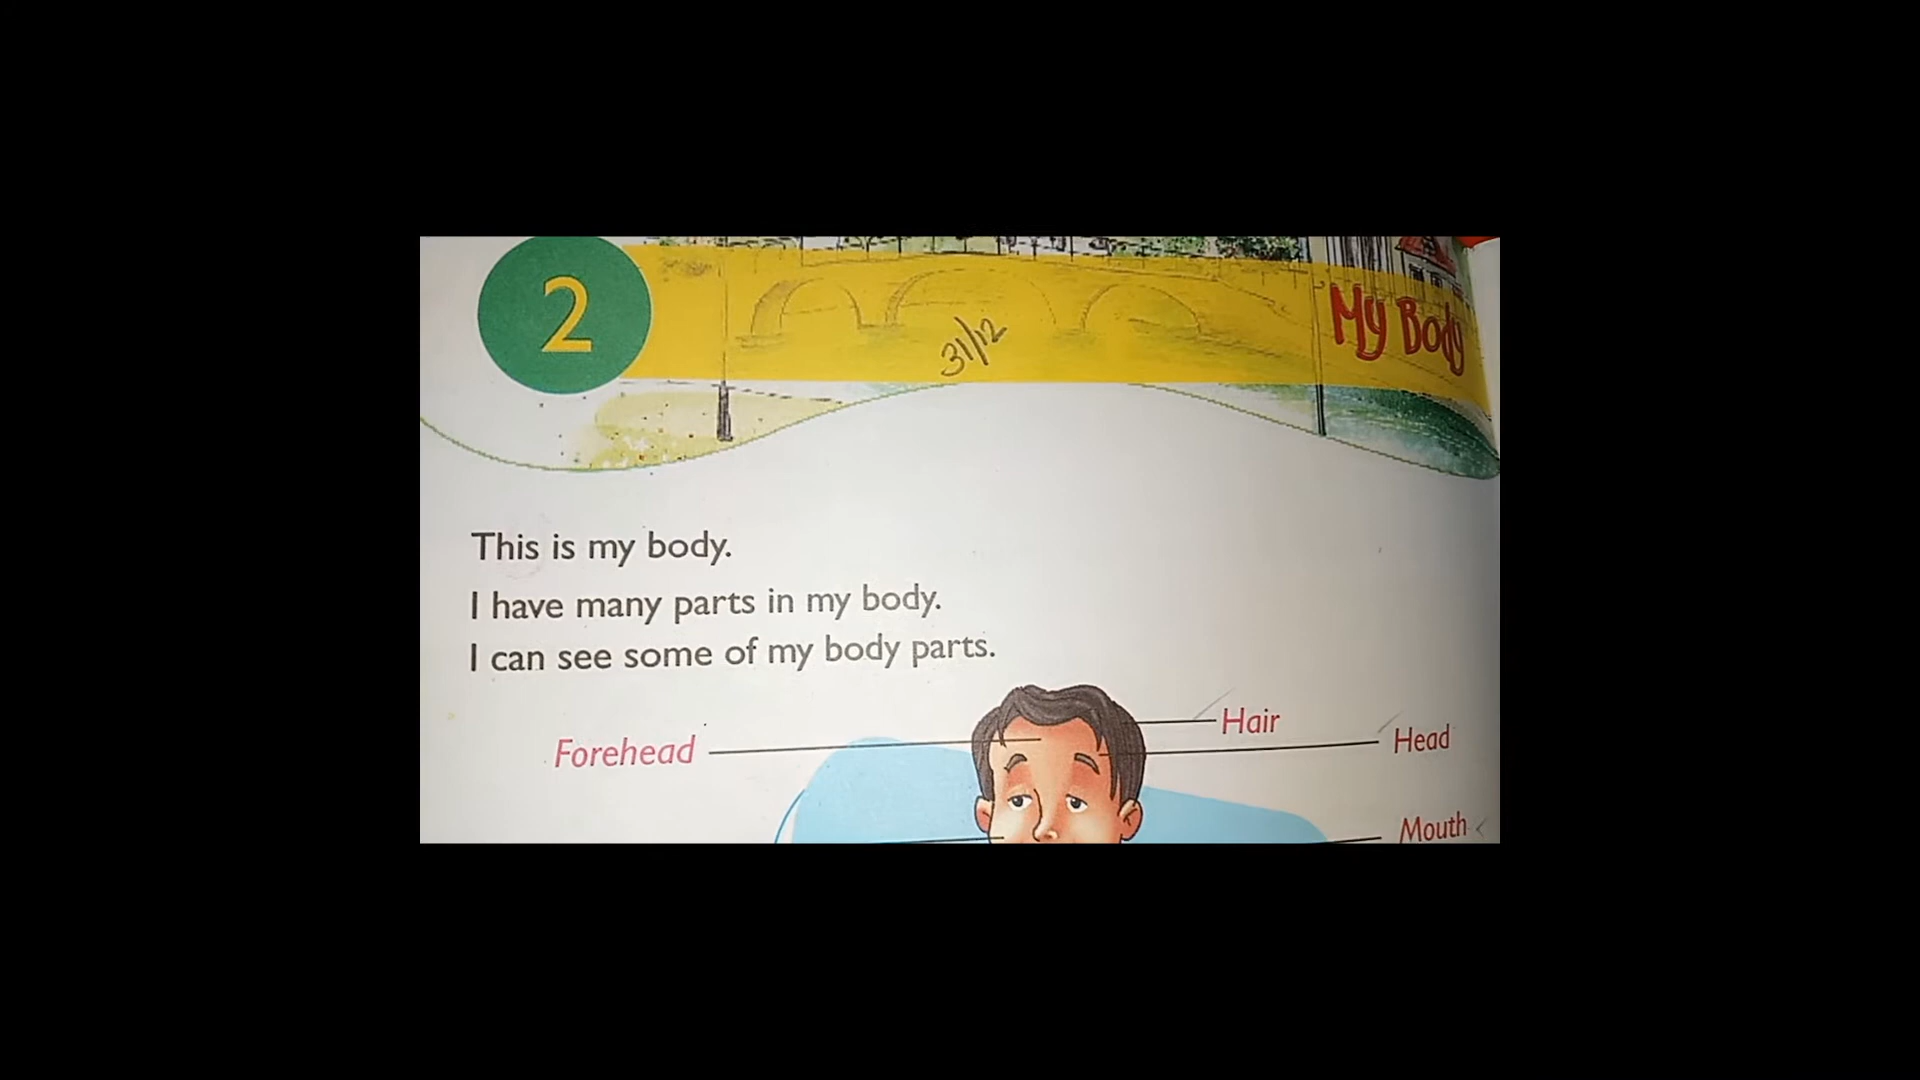 2
31/12
My Body
This is my body.
I have many parts in my body.
I can see some of my body parts.
Hair
Forehead
Head
Mouth